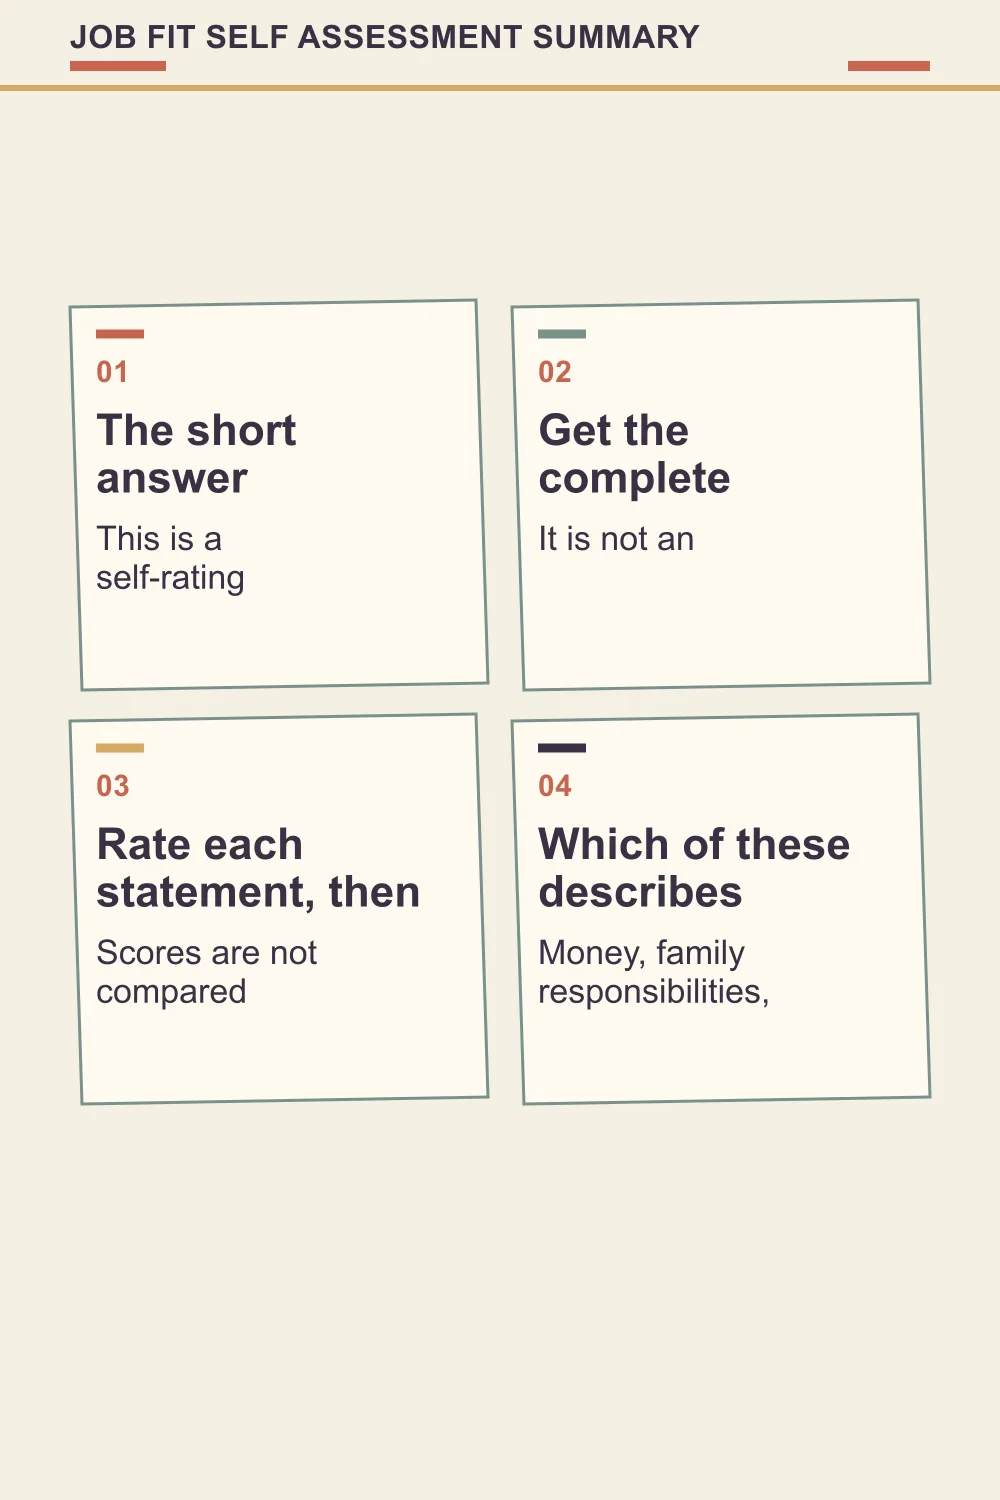 JOB FIT SELF ASSESSMENT SUMMARY
01
The short
answer
This is a
self-rating
02
Get the
complete
It is not an
03
Rate each
statement, then
Scores are not
compared
04
Which of these
describes
Money, family
responsibilities,